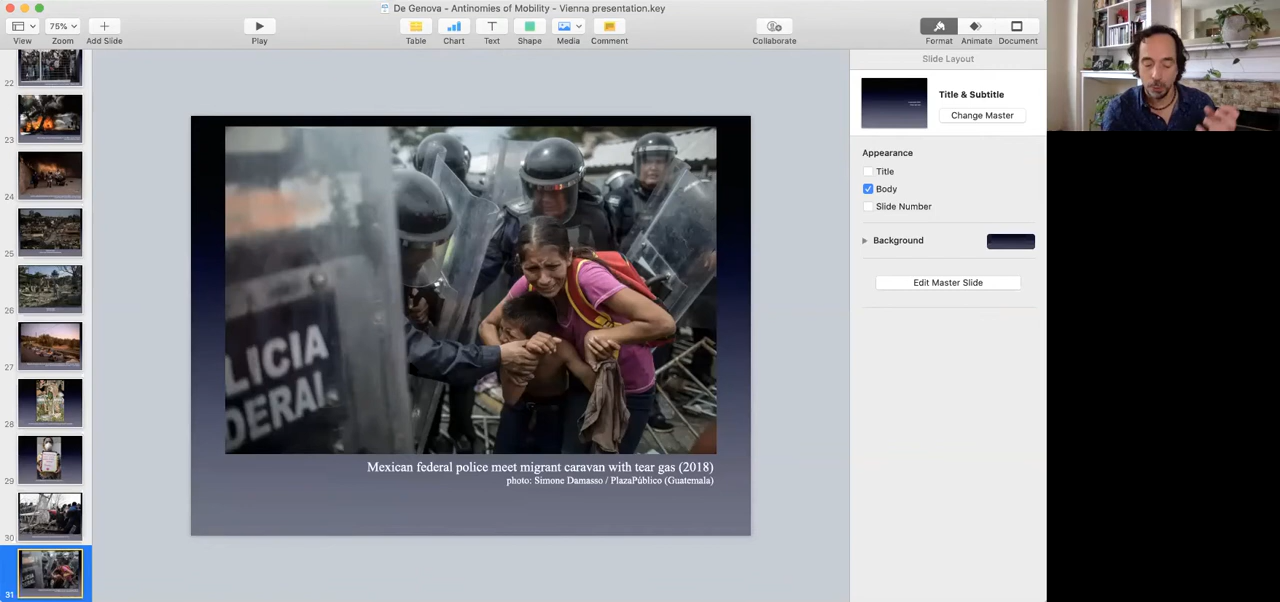 De Genova - Antinomies of Mobility - Vienna presentation.key
75%
View
Zoom
Add Slide
Play
Table
Chart
Text
Shape
Media
Comment
Collaborate
Format
Animate
Document
Slide Layout
Title & Subtitle
Change Master
Appearance
Title
Body
Slide Number
Background
Edit Master Slide
22
23
24
25
26
27
28
29
30
31
LICIA
FEDERAL
Mexican federal police meet migrant caravan with tear gas (2018)
photo: Simone Damasso / PlazaPúblico (Guatemala)